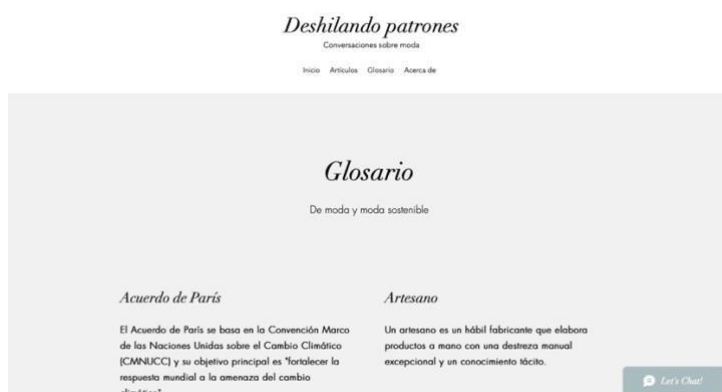 Deshilando patrones
Conversaciones sobre moda
Inicio Artículos Glosario Acerca de
Glosario
De moda y moda sostenible
Acuerdo de París
El Acuerdo de París se basa en la Convención Marco
de las Naciones Unidas sobre el Cambio Climático
(CMNUCC) y su objetivo principal es "fortalecer la
respuesta mundial a la amenaza del cambio
Artesano
Un artesano es un hábil fabricante que elabora
productos a mano con una destreza manual
excepcional y un conocimiento tácito.
Let's Chat!